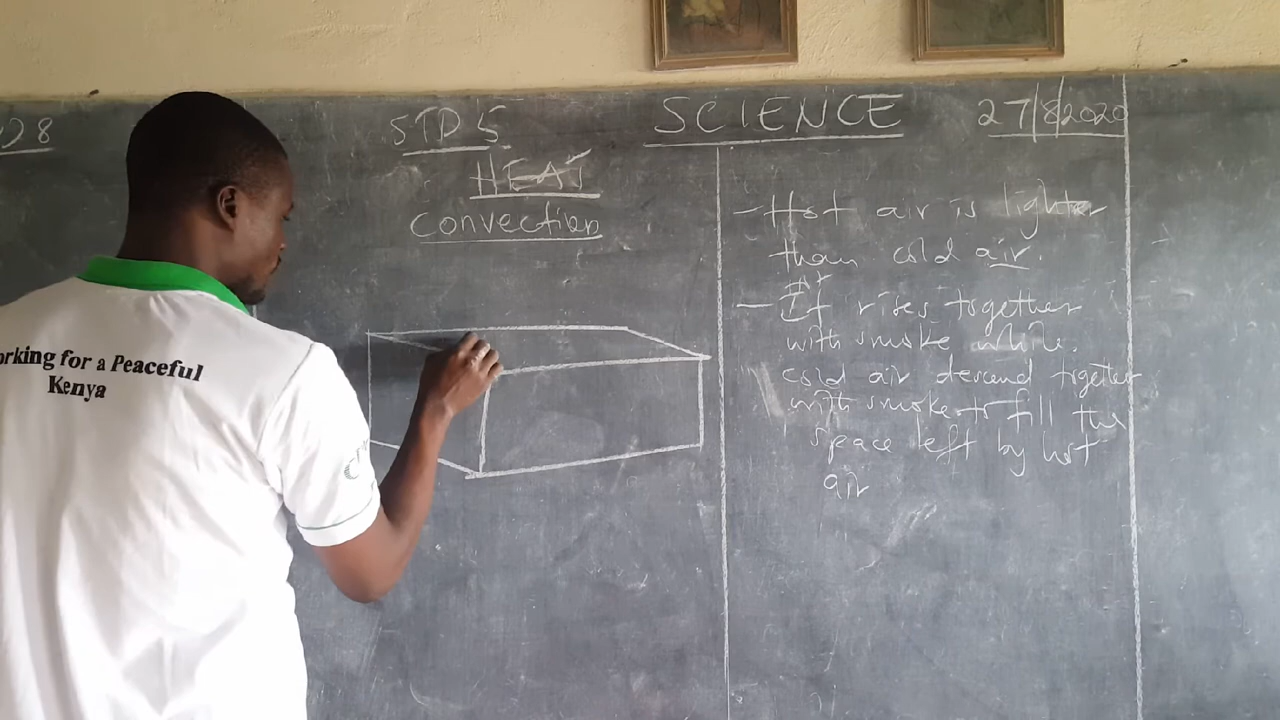 28
STD 5
SCIENCE
27/8/2020
HEAT
convection
- Hot air is lighter
than cold air.
- It rises together
with smoke while.
cold air descend together
with smoke to fill the
space left by hot
air
orking for a Peaceful
Kenya